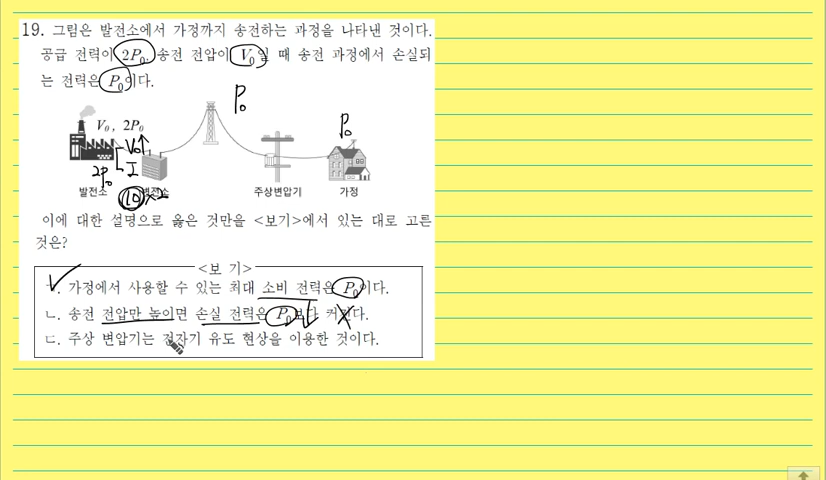 19. 그림은 발전소에서 가정까지 송전하는 과정을 나타낸 것이다.
공급 전력이 2P₀, 송전 전압이 V₀일 때 송전 과정에서 손실되
는 전력은 P₀이다.
P₀
P₀
V₀, 2P₀
V₀↑
I
2P₀
10×2
발전소 변전소 주상변압기 가정
이에 대한 설명으로 옳은 것만을 <보기>에서 있는 대로 고른
것은?
<보 기>
ㄱ. 가정에서 사용할 수 있는 최대 소비 전력은 P₀이다.
ㄴ. 송전 전압만 높이면 손실 전력은 P₀보다 커진다.
ㄷ. 주상 변압기는 전자기 유도 현상을 이용한 것이다.